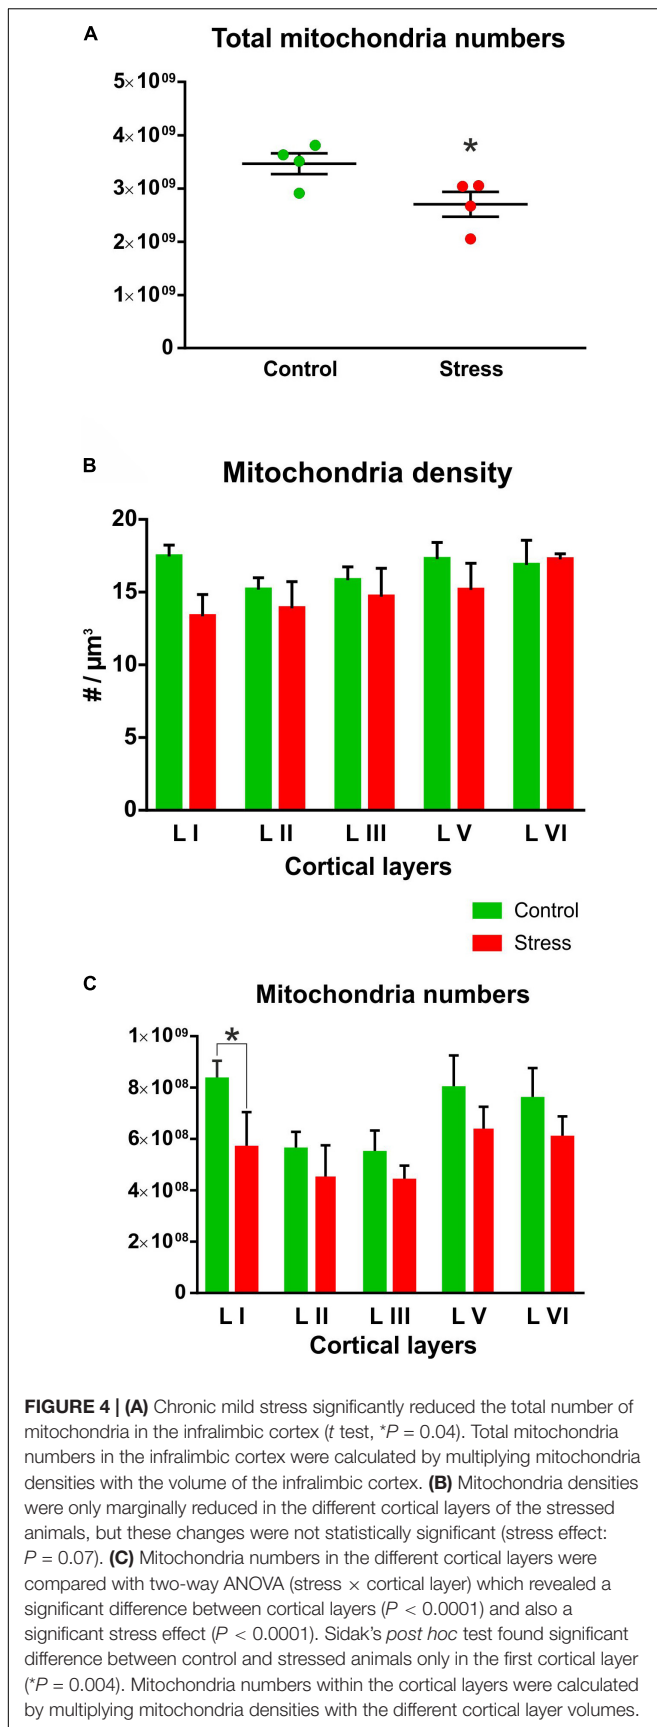 A
Total mitochondria numbers
5×10⁰⁹
4×10⁰⁹
3×10⁰⁹
2×10⁰⁹
1×10⁰⁹
0
*
Control Stress
B
Mitochondria density
20
15
10
5
0
# / µm³
L I L II L III L V L VI
Cortical layers
Control
Stress
C
Mitochondria numbers
1×10⁰⁹
8×10⁰⁸
6×10⁰⁸
4×10⁰⁸
2×10⁰⁸
0
*
L I L II L III L V L VI
Cortical layers
FIGURE 4 | (A) Chronic mild stress significantly reduced the total number of
mitochondria in the infralimbic cortex (t test, *P = 0.04). Total mitochondria
numbers in the infralimbic cortex were calculated by multiplying mitochondria
densities with the volume of the infralimbic cortex. (B) Mitochondria densities
were only marginally reduced in the different cortical layers of the stressed
animals, but these changes were not statistically significant (stress effect:
P = 0.07). (C) Mitochondria numbers in the different cortical layers were
compared with two-way ANOVA (stress × cortical layer) which revealed a
significant difference between cortical layers (P < 0.0001) and also a
significant stress effect (P < 0.0001). Sidak's post hoc test found significant
difference between control and stressed animals only in the first cortical layer
(*P = 0.004). Mitochondria numbers within the cortical layers were calculated
by multiplying mitochondria densities with the different cortical layer volumes.